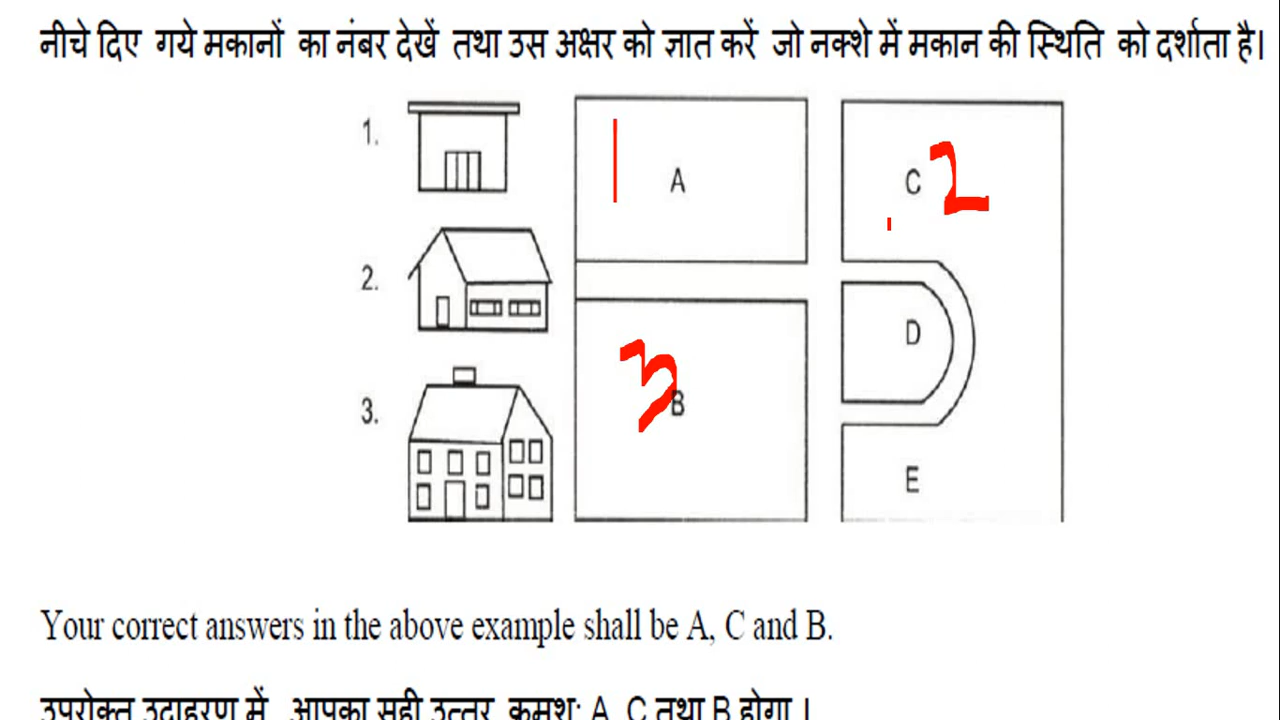 नीचे दिए गये मकानों का नंबर देखें तथा उस अक्षर को ज्ञात करें जो नक्शे में मकान की स्थिति को दर्शाता है।
1.
1 A
C 2
2.
D
3.
3 B
E
Your correct answers in the above example shall be A, C and B.
उपरोक्त उदाहरण में, आपका सही उत्तर क्रमश: A, C तथा B होगा ।